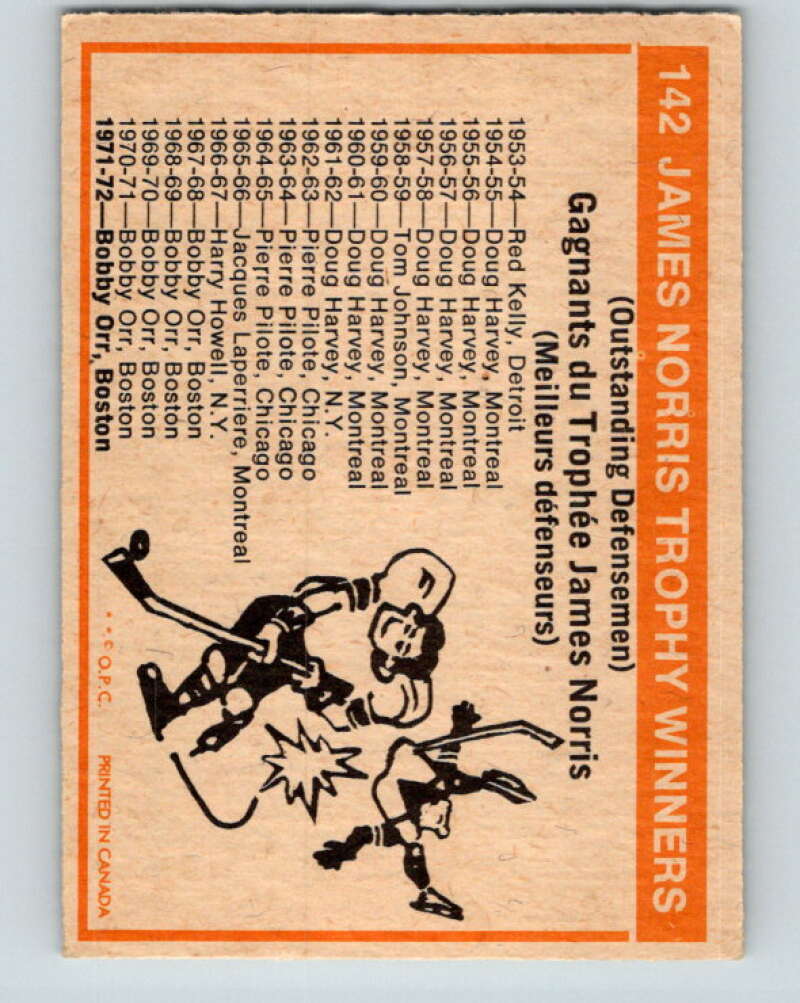 142 JAMES NORRIS TROPHY WINNERS
(Outstanding Defensemen)
Gagnants du Trophée James Norris
(Meilleurs défenseurs)
1953-54—Red Kelly, Detroit
1954-55—Doug Harvey, Montreal
1955-56—Doug Harvey, Montreal
1956-57—Doug Harvey, Montreal
1957-58—Doug Harvey, Montreal
1958-59—Tom Johnson, Montreal
1959-60—Doug Harvey, Montreal
1960-61—Doug Harvey, Montreal
1961-62—Doug Harvey, N.Y.
1962-63—Pierre Pilote, Chicago
1963-64—Pierre Pilote, Chicago
1964-65—Pierre Pilote, Chicago
1965-66—Jacques Laperriere, Montreal
1966-67—Harry Howell, N.Y.
1967-68—Bobby Orr, Boston
1968-69—Bobby Orr, Boston
1969-70—Bobby Orr, Boston
1970-71—Bobby Orr, Boston
1971-72—Bobby Orr, Boston
* * © O.P.C. PRINTED IN CANADA